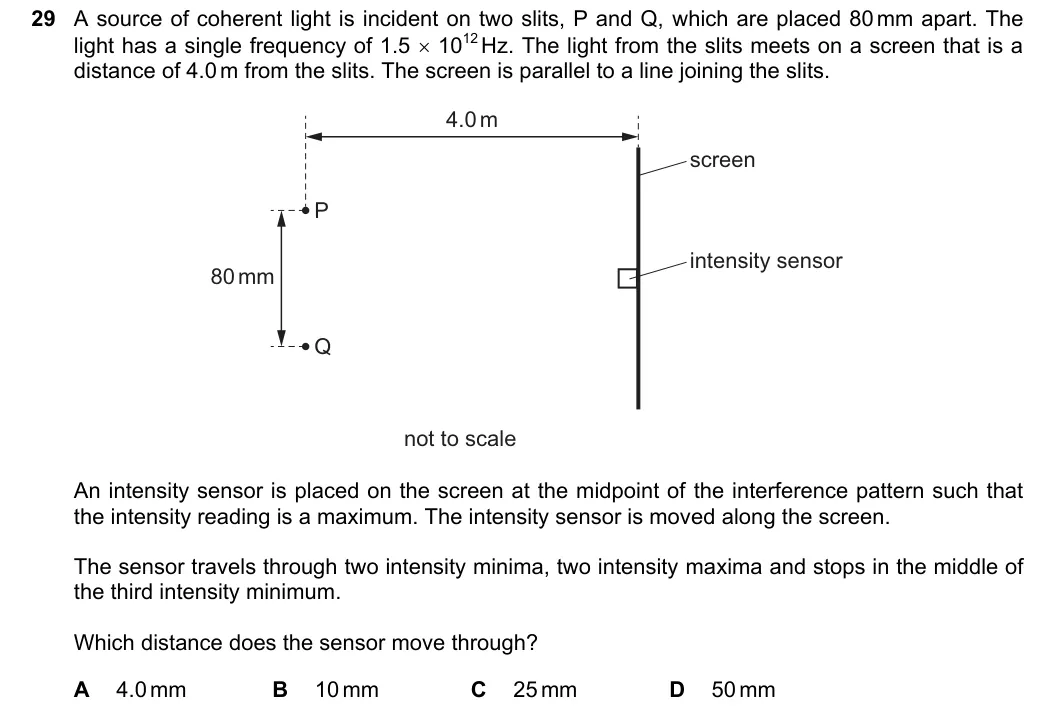 29 A source of coherent light is incident on two slits, P and Q, which are placed 80 mm apart. The
light has a single frequency of 1.5 × 10¹² Hz. The light from the slits meets on a screen that is a
distance of 4.0 m from the slits. The screen is parallel to a line joining the slits.
4.0 m
screen
P
intensity sensor
80 mm
Q
not to scale
An intensity sensor is placed on the screen at the midpoint of the interference pattern such that
the intensity reading is a maximum. The intensity sensor is moved along the screen.
The sensor travels through two intensity minima, two intensity maxima and stops in the middle of
the third intensity minimum.
Which distance does the sensor move through?
A 4.0 mm B 10 mm C 25 mm D 50 mm